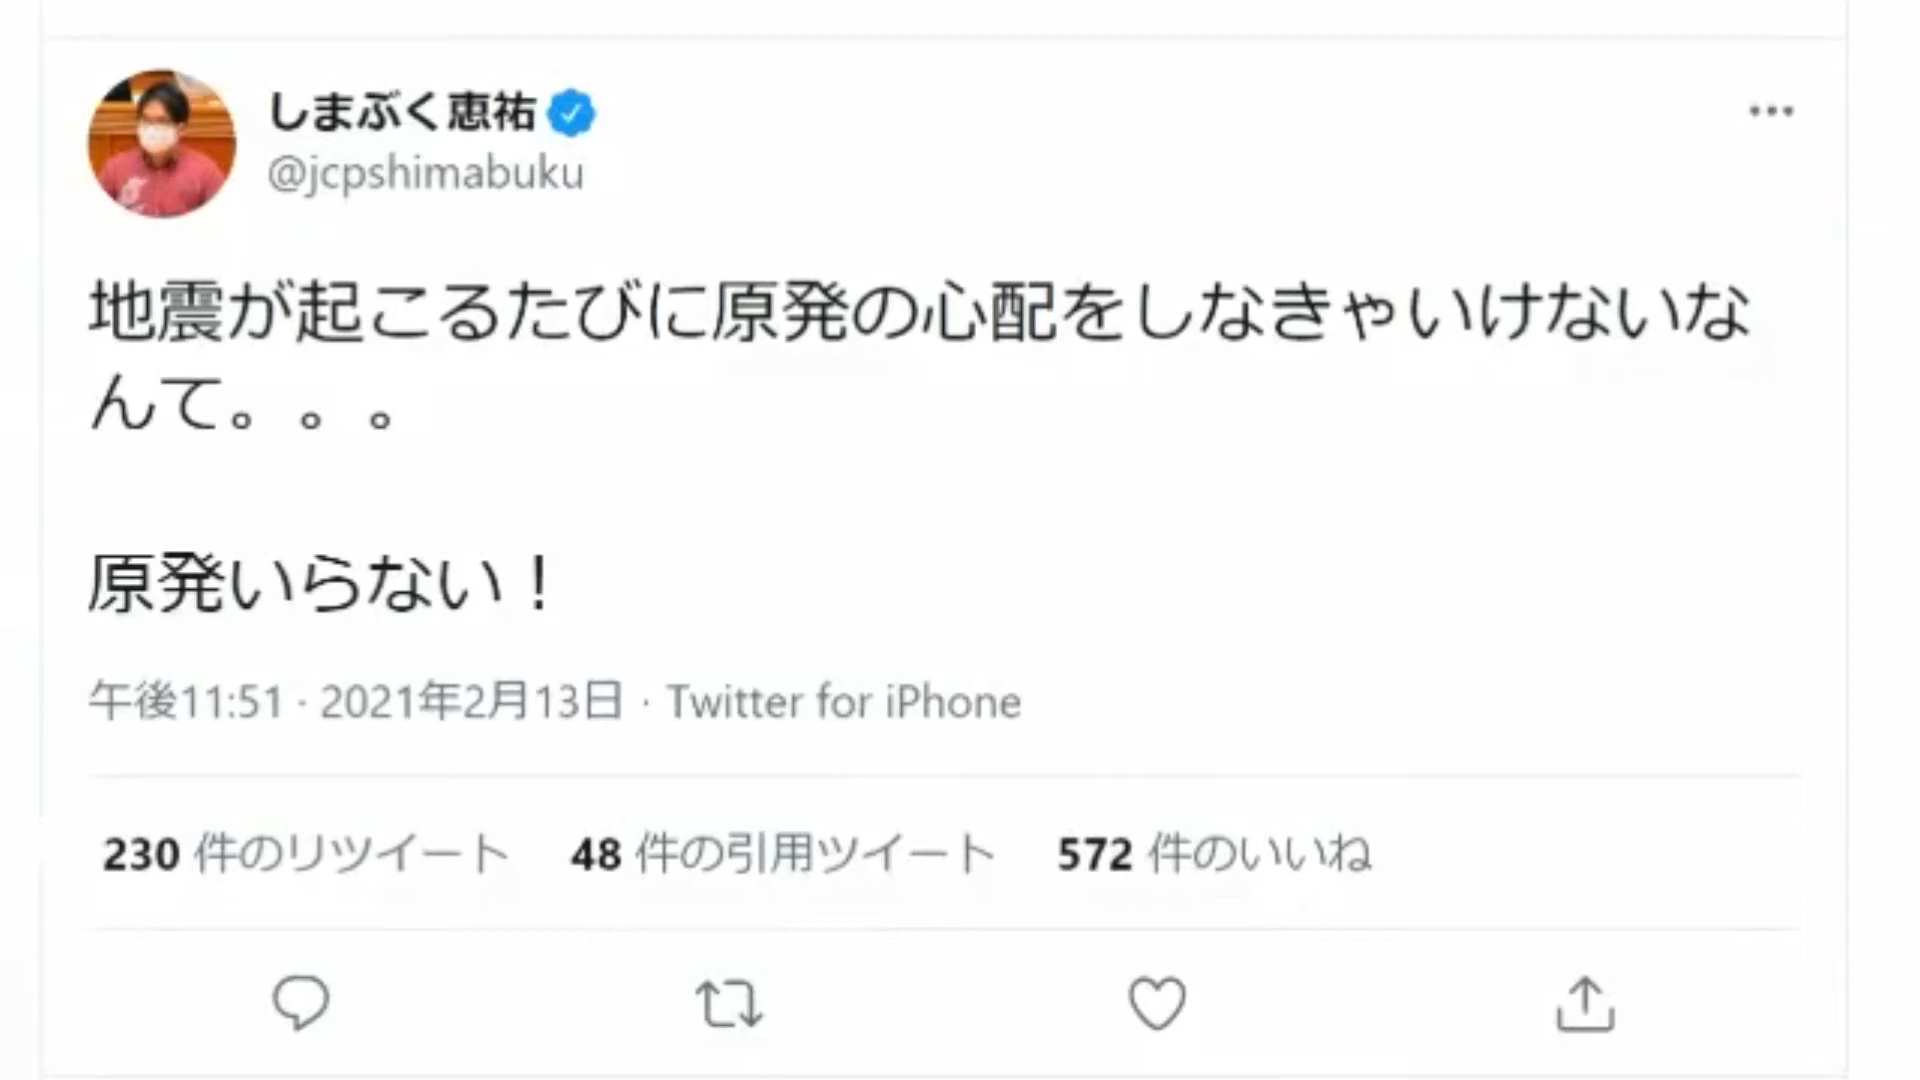 しまぶく恵祐
@jcpshimabuku
地震が起こるたびに原発の心配をしなきゃいけないな
んて。。。
原発いらない！
午後11:51 · 2021年2月13日 · Twitter for iPhone
230 件のリツイート 48 件の引用ツイート 572 件のいいね